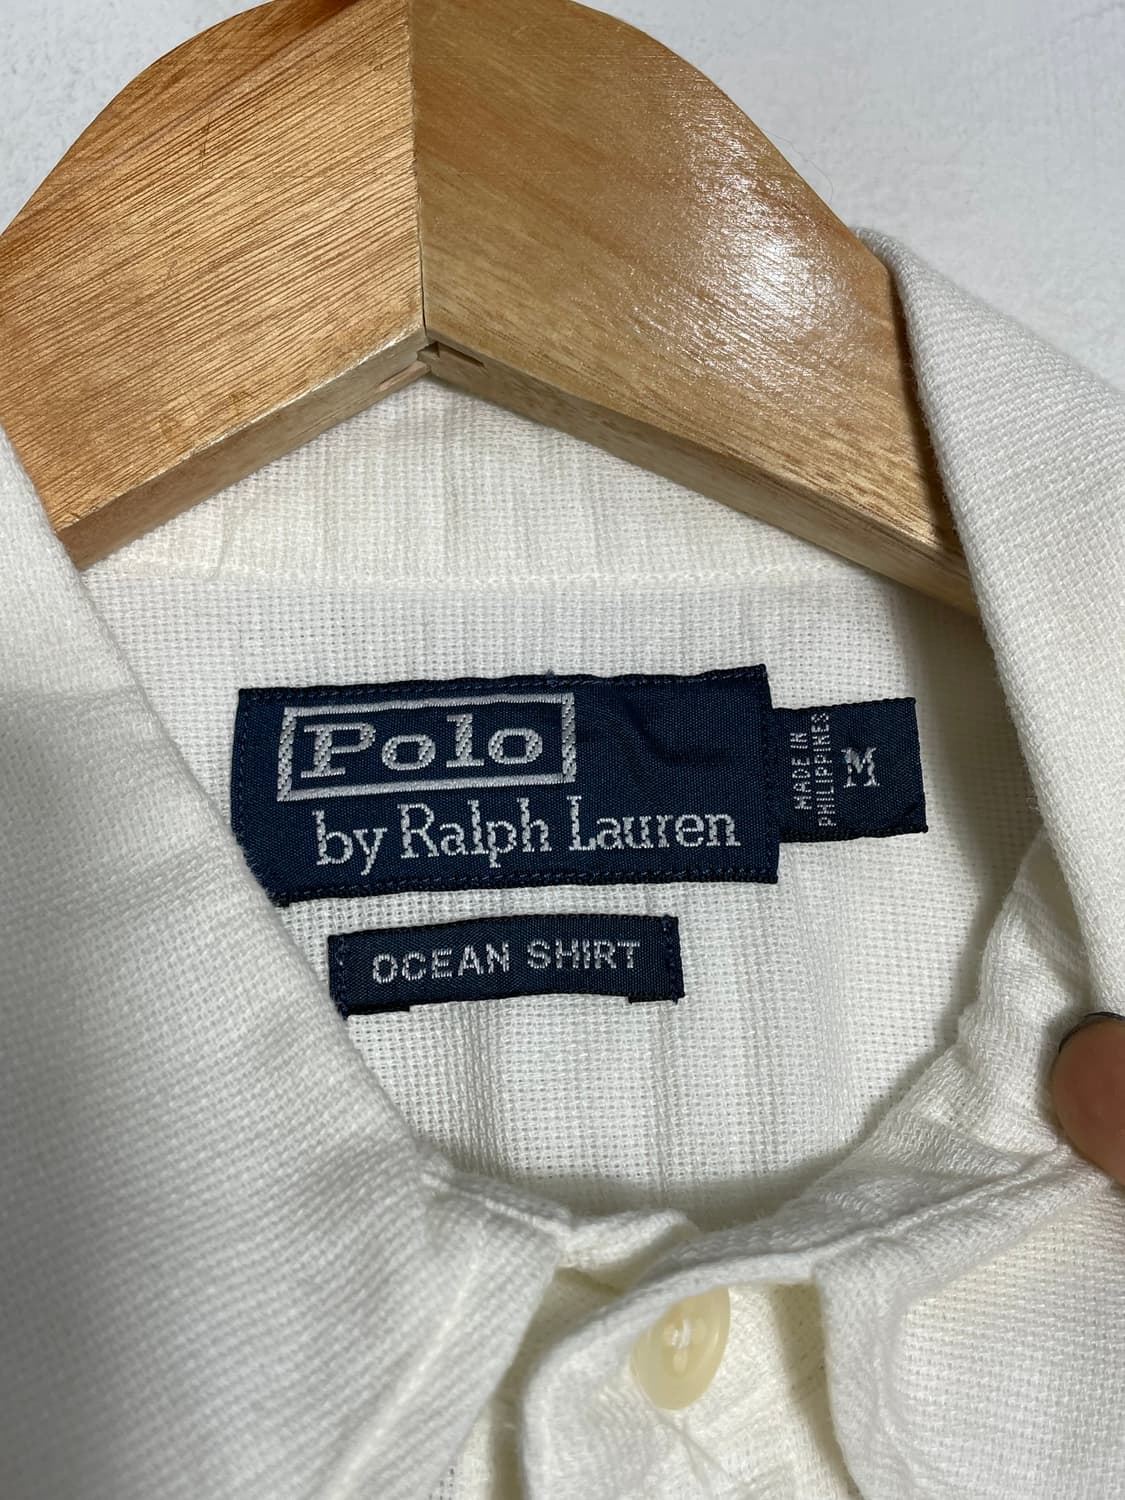 Polo
by Ralph Lauren
MADE IN
PHILIPPINES
M
OCEAN SHIRT